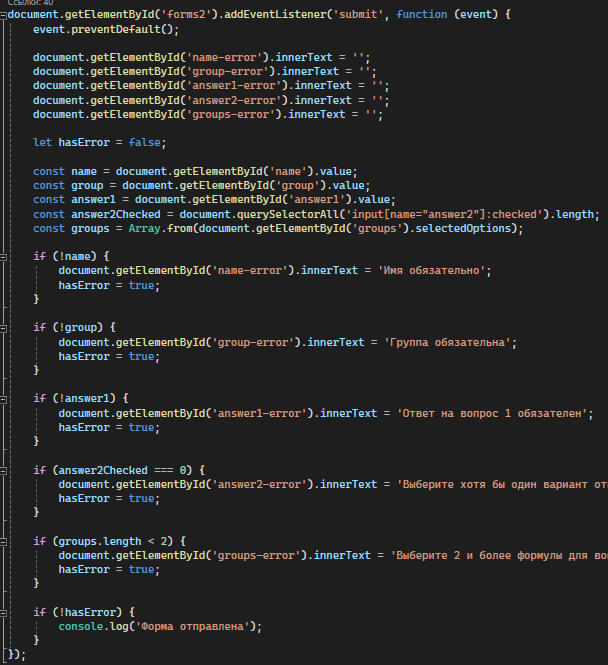 Ссылки: 40
document.getElementById('forms2').addEventListener('submit', function (event) {
    event.preventDefault();
    document.getElementById('name-error').innerText = '';
    document.getElementById('group-error').innerText = '';
    document.getElementById('answer1-error').innerText = '';
    document.getElementById('answer2-error').innerText = '';
    document.getElementById('groups-error').innerText = '';
    let hasError = false;
    const name = document.getElementById('name').value;
    const group = document.getElementById('group').value;
    const answer1 = document.getElementById('answer1').value;
    const answer2Checked = document.querySelectorAll('input[name="answer2"]:checked').length;
    const groups = Array.from(document.getElementById('groups').selectedOptions);
    if (!name) {
        document.getElementById('name-error').innerText = 'Имя обязательно';
        hasError = true;
    }
    if (!group) {
        document.getElementById('group-error').innerText = 'Группа обязательна';
        hasError = true;
    }
    if (!answer1) {
        document.getElementById('answer1-error').innerText = 'Ответ на вопрос 1 обязателен';
        hasError = true;
    }
    if (answer2Checked === 0) {
        document.getElementById('answer2-error').innerText = 'Выберите хотя бы один вариант от
        hasError = true;
    }
    if (groups.length < 2) {
        document.getElementById('groups-error').innerText = 'Выберите 2 и более формулы для во
        hasError = true;
    }
    if (!hasError) {
        console.log('Форма отправлена');
    }
});